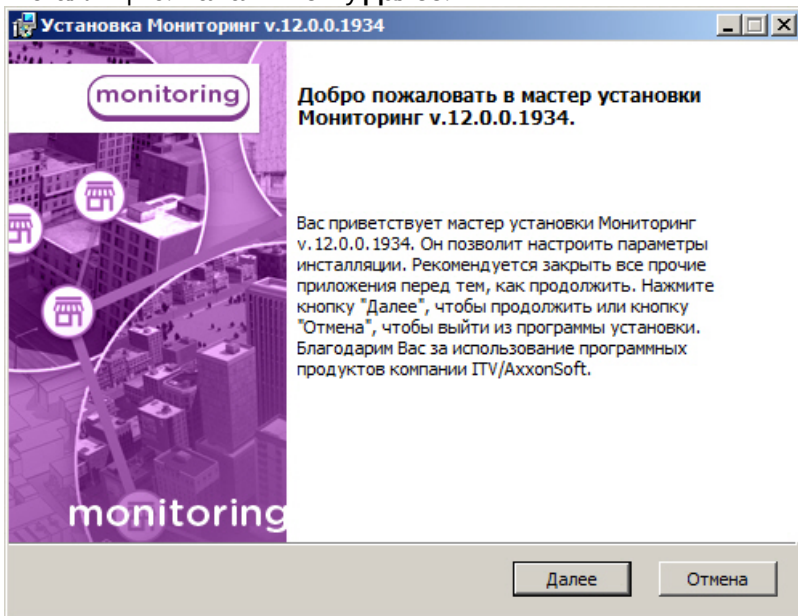 Установка Мониторинг v.12.0.0.1934
monitoring
Добро пожаловать в мастер установки
Мониторинг v.12.0.0.1934.
Вас приветствует мастер установки Мониторинг
v.12.0.0.1934. Он позволит настроить параметры
инсталляции. Рекомендуется закрыть все прочие
приложения перед тем, как продолжить. Нажмите
кнопку "Далее", чтобы продолжить или кнопку
"Отмена", чтобы выйти из программы установки.
Благодарим Вас за использование программных
продуктов компании ITV/AxxonSoft.
monitoring
Далее
Отмена